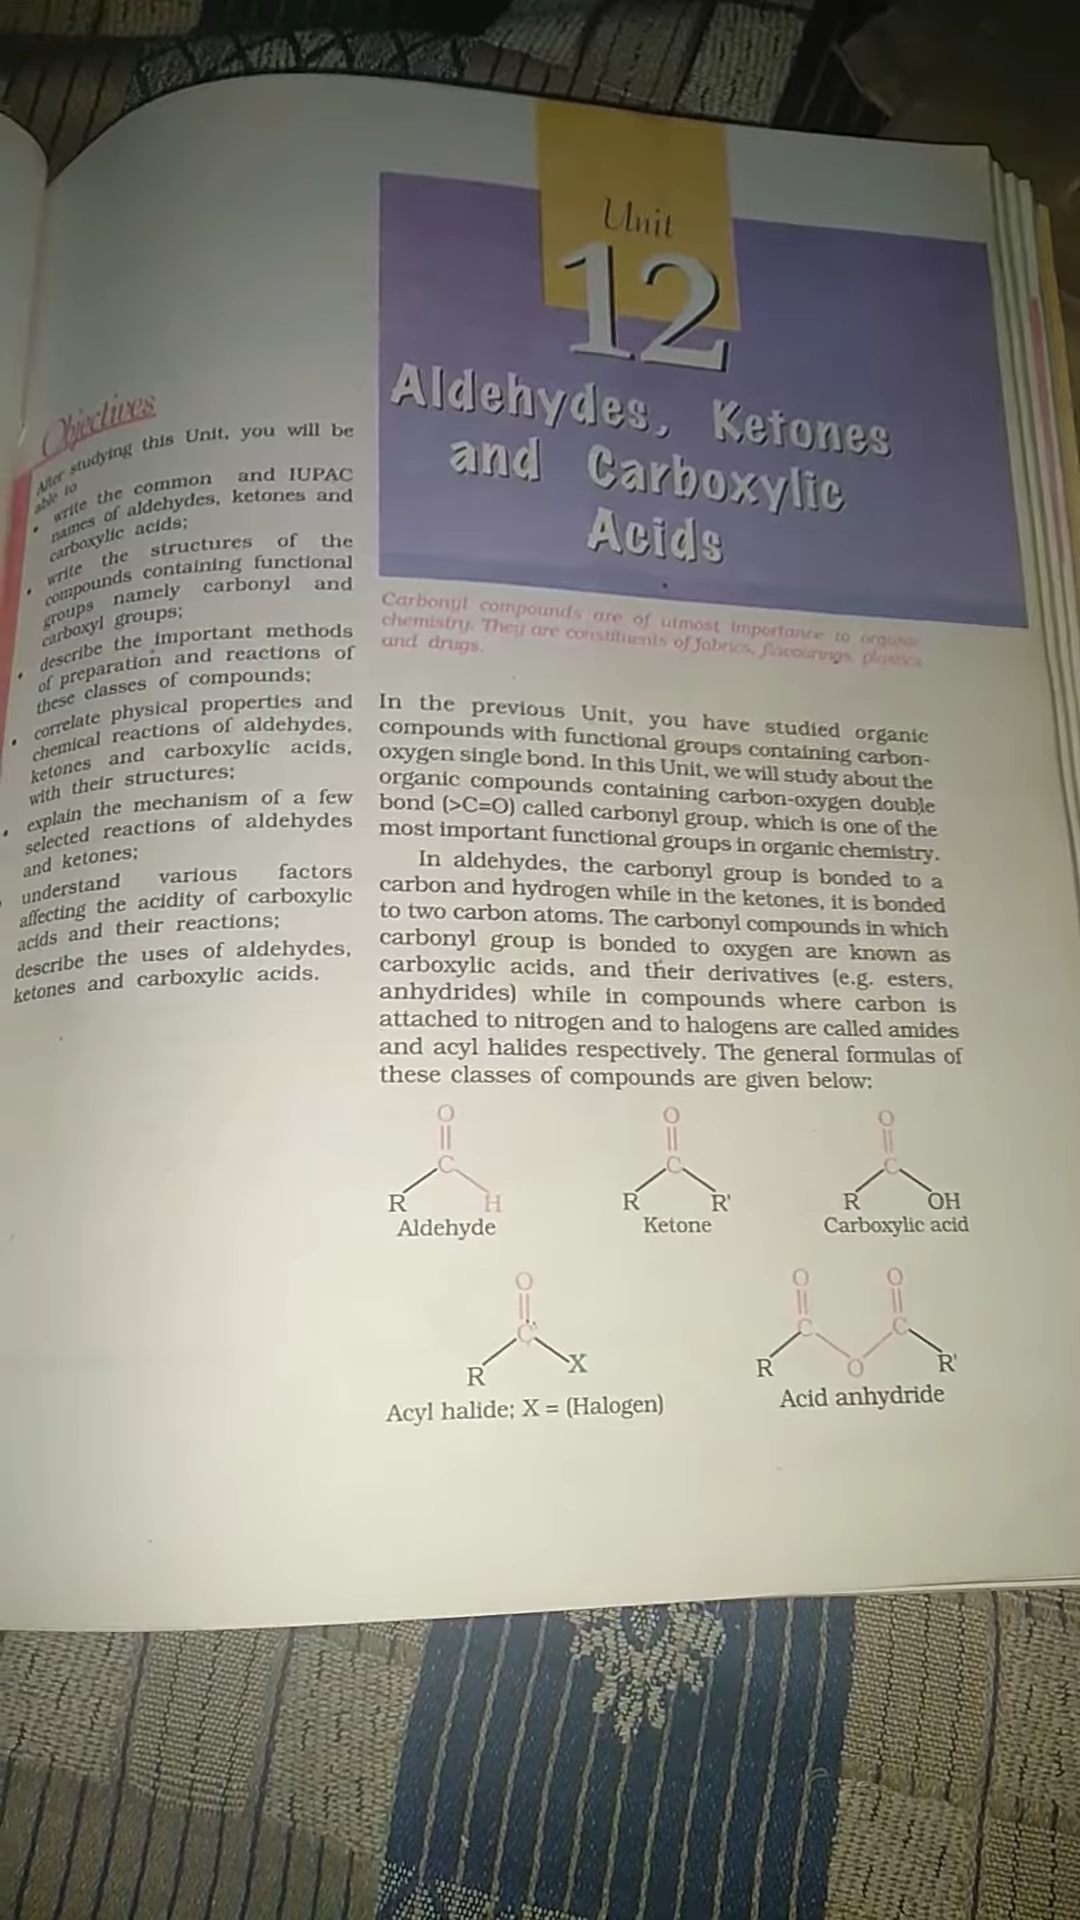 Unit
12
Aldehydes, Ketones
and Carboxylic
Acids
Objectives
After studying this Unit, you will be
able to
• write the common and IUPAC
names of aldehydes, ketones and
carboxylic acids;
• write the structures of the
compounds containing functional
groups namely carbonyl and
carboxyl groups;
• describe the important methods
of preparation and reactions of
these classes of compounds;
• correlate physical properties and
chemical reactions of aldehydes,
ketones and carboxylic acids,
with their structures;
• explain the mechanism of a few
selected reactions of aldehydes
and ketones;
understand various factors
affecting the acidity of carboxylic
acids and their reactions;
describe the uses of aldehydes,
ketones and carboxylic acids.
Carbonyl compounds are of utmost importance to organic
chemistry. They are constituents of fabrics, flavourings, plastics
and drugs.
In the previous Unit, you have studied organic
compounds with functional groups containing carbon-
oxygen single bond. In this Unit, we will study about the
organic compounds containing carbon-oxygen double
bond (>C=O) called carbonyl group, which is one of the
most important functional groups in organic chemistry.
In aldehydes, the carbonyl group is bonded to a
carbon and hydrogen while in the ketones, it is bonded
to two carbon atoms. The carbonyl compounds in which
carbonyl group is bonded to oxygen are known as
carboxylic acids, and their derivatives (e.g. esters,
anhydrides) while in compounds where carbon is
attached to nitrogen and to halogens are called amides
and acyl halides respectively. The general formulas of
these classes of compounds are given below:
O O O
C C C
R H R R' R OH
Aldehyde Ketone Carboxylic acid
O O O
C C C
R X R O R'
Acyl halide; X = (Halogen) Acid anhydride